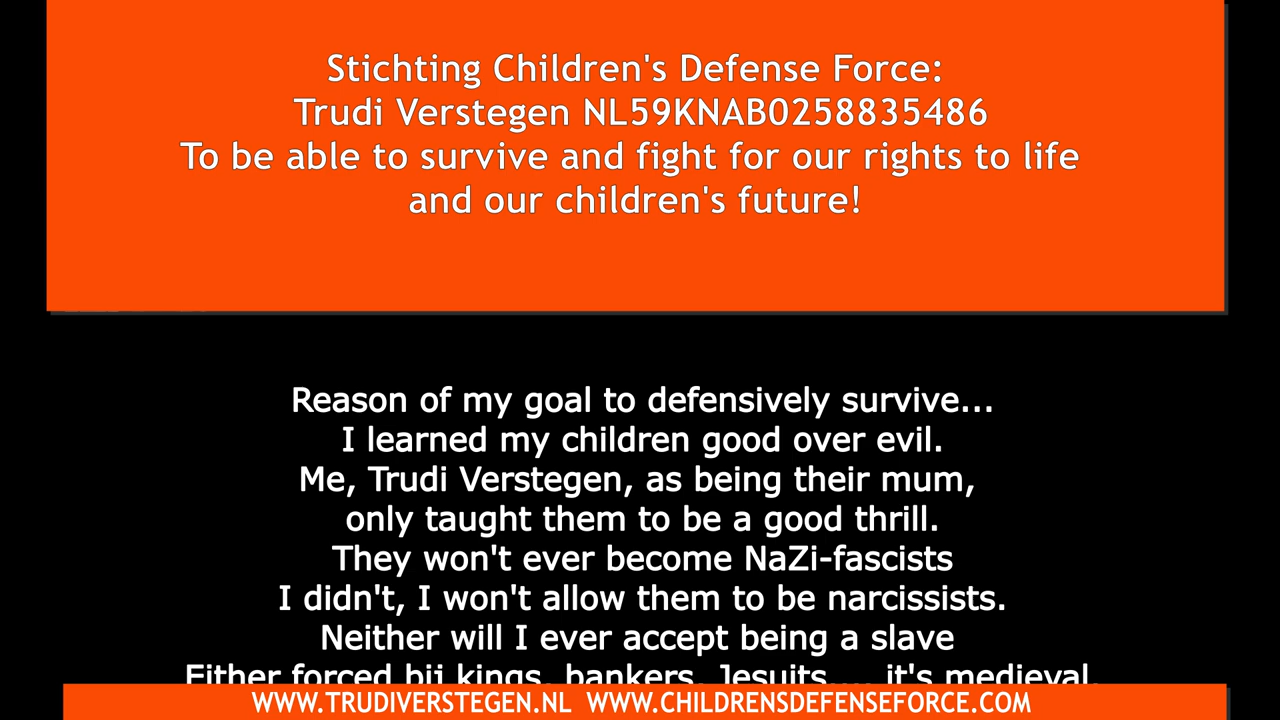 Stichting Children's Defense Force:
Trudi Verstegen NL59KNAB0258835486
To be able to survive and fight for our rights to life
and our children's future!
Reason of my goal to defensively survive...
I learned my children good over evil.
Me, Trudi Verstegen, as being their mum,
only taught them to be a good thrill.
They won't ever become NaZi-fascists
I didn't, I won't allow them to be narcissists.
Neither will I ever accept being a slave
Either forced bij kings, bankers, Jesuits.... it's medieval.
WWW.TRUDIVERSTEGEN.NL WWW.CHILDRENSDEFENSEFORCE.COM